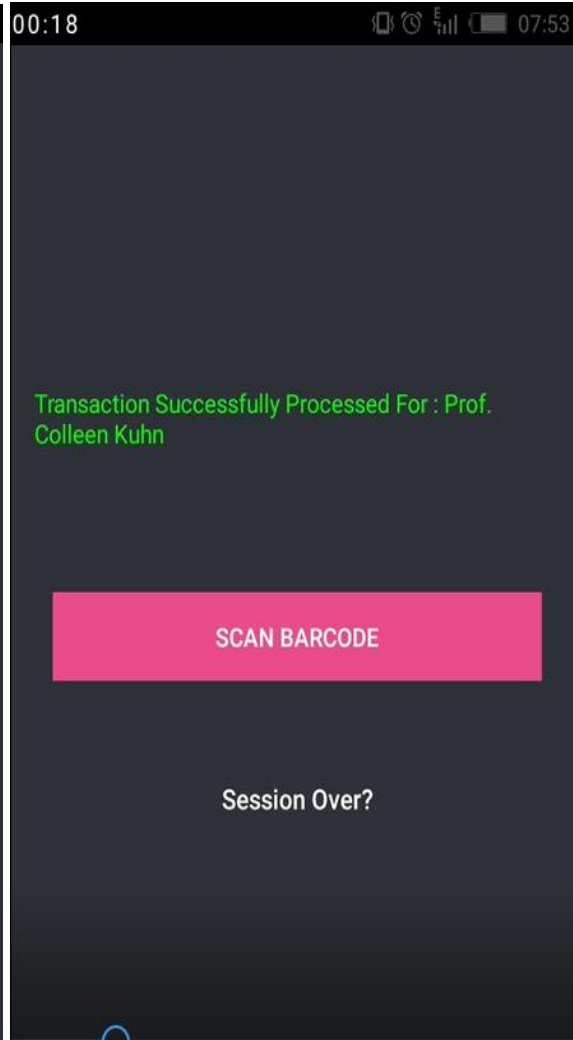 00:18
E
07:53
Transaction Successfully Processed For : Prof.
Colleen Kuhn
SCAN BARCODE
Session Over?